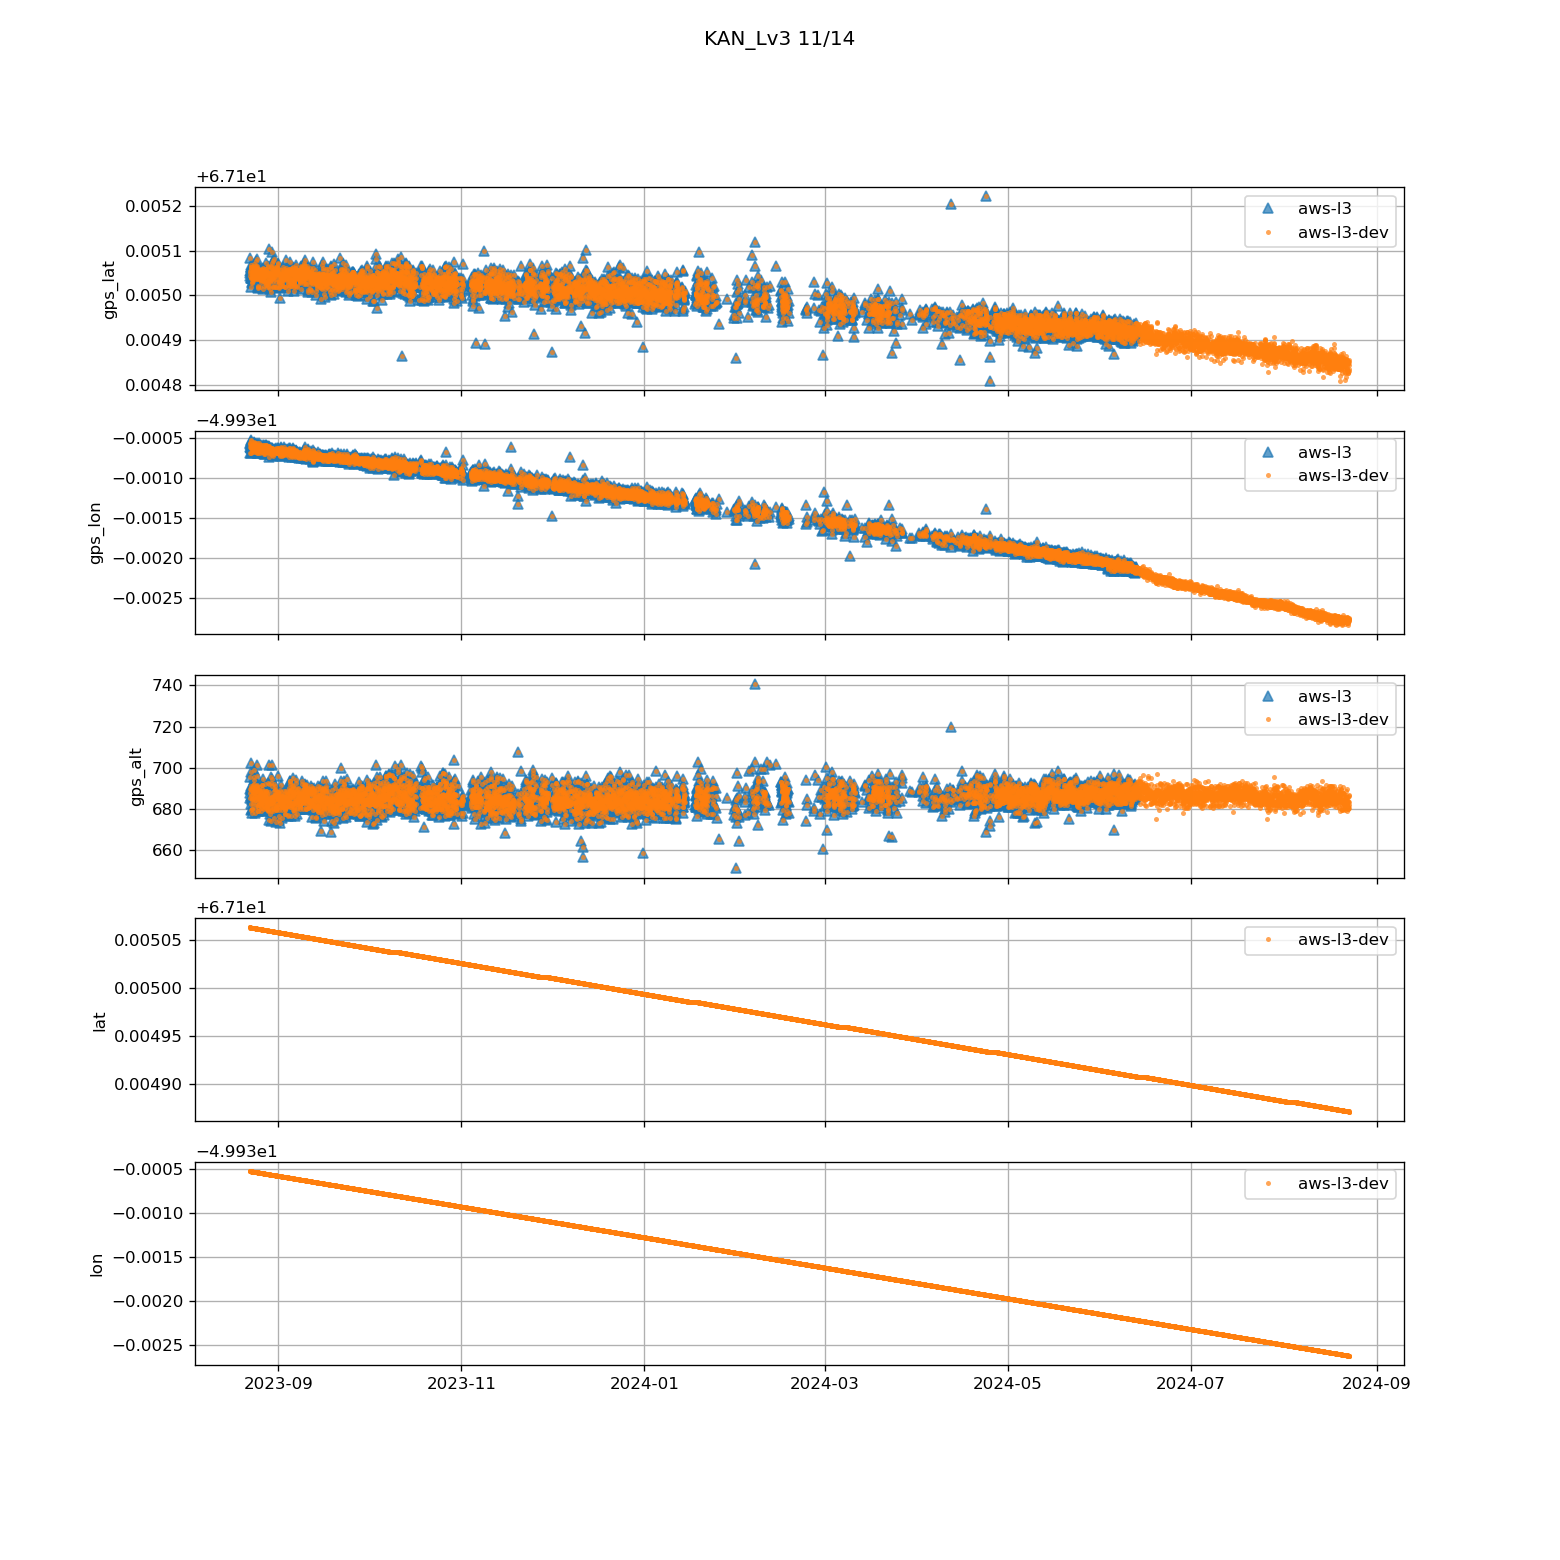 KAN_Lv3 11/14
+6.71e1
0.0052
0.0051
0.0050
0.0049
0.0048
gps_lat
aws-l3
aws-l3-dev
−4.993e1
−0.0005
−0.0010
−0.0015
−0.0020
−0.0025
gps_lon
aws-l3
aws-l3-dev
740
720
700
680
660
gps_alt
aws-l3
aws-l3-dev
+6.71e1
0.00505
0.00500
0.00495
0.00490
lat
aws-l3-dev
−4.993e1
−0.0005
−0.0010
−0.0015
−0.0020
−0.0025
lon
aws-l3-dev
2023-09 2023-11 2024-01 2024-03 2024-05 2024-07 2024-09